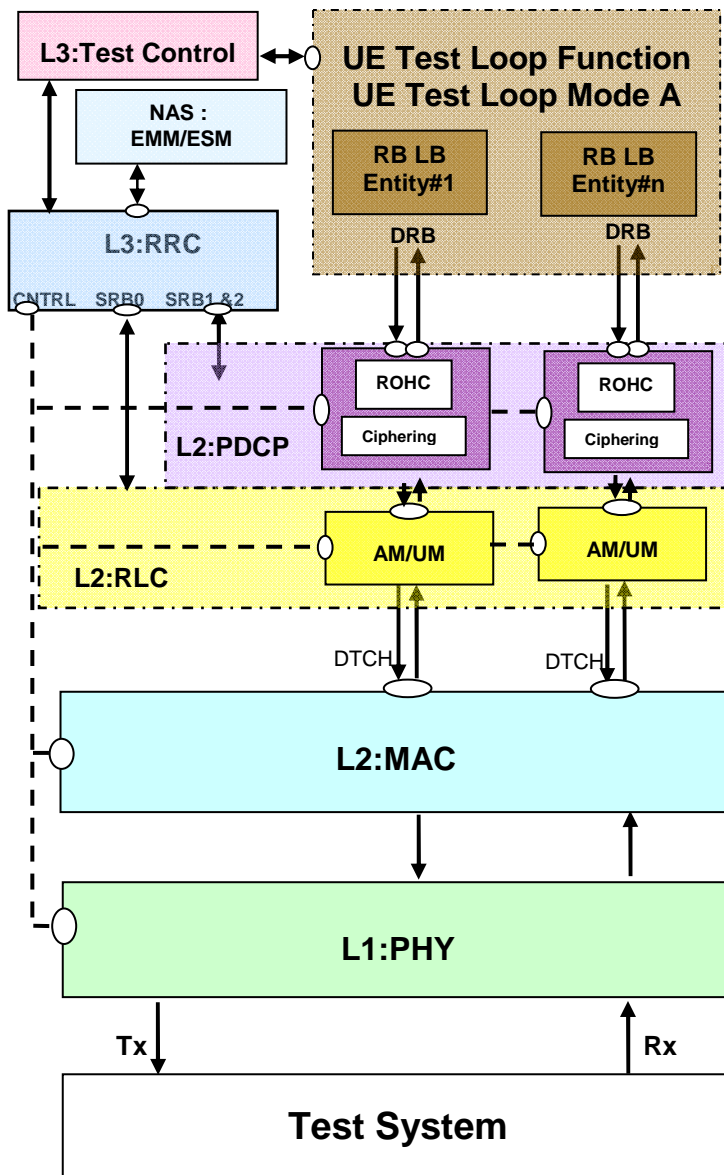 L3:Test Control
UE Test Loop Function
UE Test Loop Mode A
NAS :
EMM/ESM
RB LB
Entity#1
RB LB
Entity#n
DRB
DRB
L3:RRC
CNTRL SRB0 SRB1 &2
ROHC
Ciphering
ROHC
Ciphering
L2:PDCP
AM/UM
AM/UM
L2:RLC
DTCH
DTCH
L2:MAC
L1:PHY
Tx
Rx
Test System